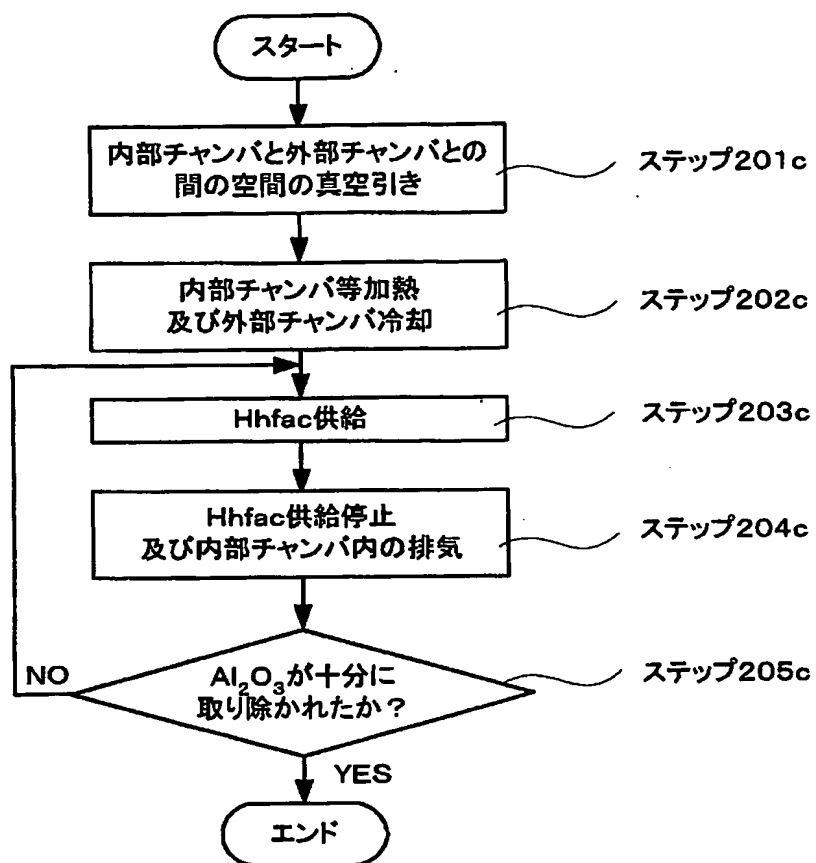 スタート
内部チャンバと外部チャンバとの
間の空間の真空引き
ステップ201c
内部チャンバ等加熱
及び外部チャンバ冷却
ステップ202c
Hhfac供給
ステップ203c
Hhfac供給停止
及び内部チャンバ内の排気
ステップ204c
NO
Al₂O₃が十分に
取り除かれたか？
ステップ205c
YES
エンド